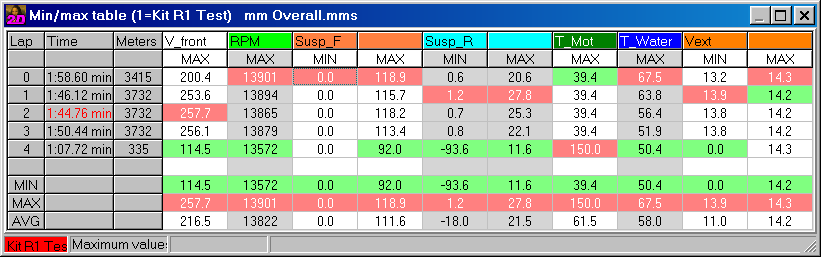 2D Min/max table (1=Kit R1 Test) mm Overall.mms
Lap Time Meters V_front RPM Susp_F Susp_R T_Mot T_Water Vext
MAX MAX MIN MAX MIN MAX MAX MAX MIN MAX
0 1:58.60 min 3415 200.4 13901 0.0 118.9 0.6 20.6 39.4 67.5 13.2 14.3
1 1:46.12 min 3732 253.6 13894 0.0 115.7 1.2 27.8 39.4 63.8 13.9 14.2
2 1:44.76 min 3732 257.7 13865 0.0 118.2 0.7 25.3 39.4 56.4 13.8 14.2
3 1:50.44 min 3732 256.1 13879 0.0 113.4 0.8 22.1 39.4 51.9 13.8 14.2
4 1:07.72 min 335 114.5 13572 0.0 92.0 -93.6 11.6 150.0 50.4 0.0 14.2
MIN 114.5 13572 0.0 92.0 -93.6 11.6 39.4 50.4 0.0 14.2
MAX 257.7 13901 0.0 118.9 1.2 27.8 150.0 67.5 13.9 14.3
AVG 216.5 13822 0.0 111.6 -18.0 21.5 61.5 58.0 11.0 14.2
Kit R1 Tes Maximum value